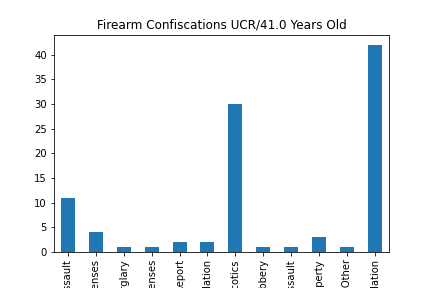 Firearm Confiscations UCR/41.0 Years Old
40
35
30
25
20
15
10
5
0
ssault
enses
rglary
enses
eport
lation
cotics
obery
ssault
perty
Other
lation